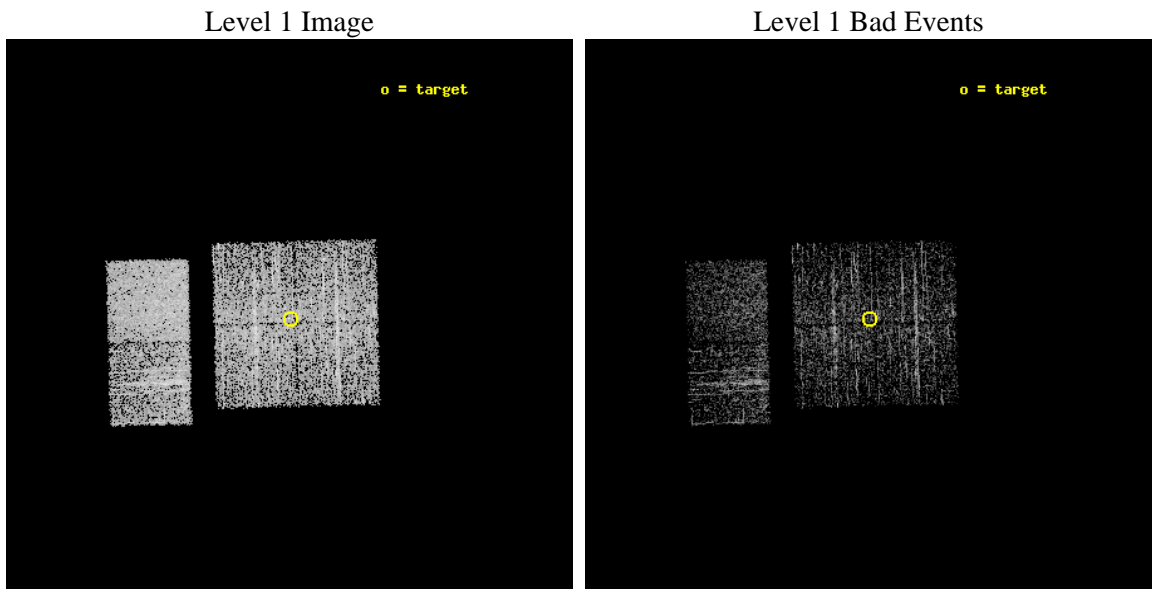 Level 1 Image
Level 1 Bad Events
o = target
o = target